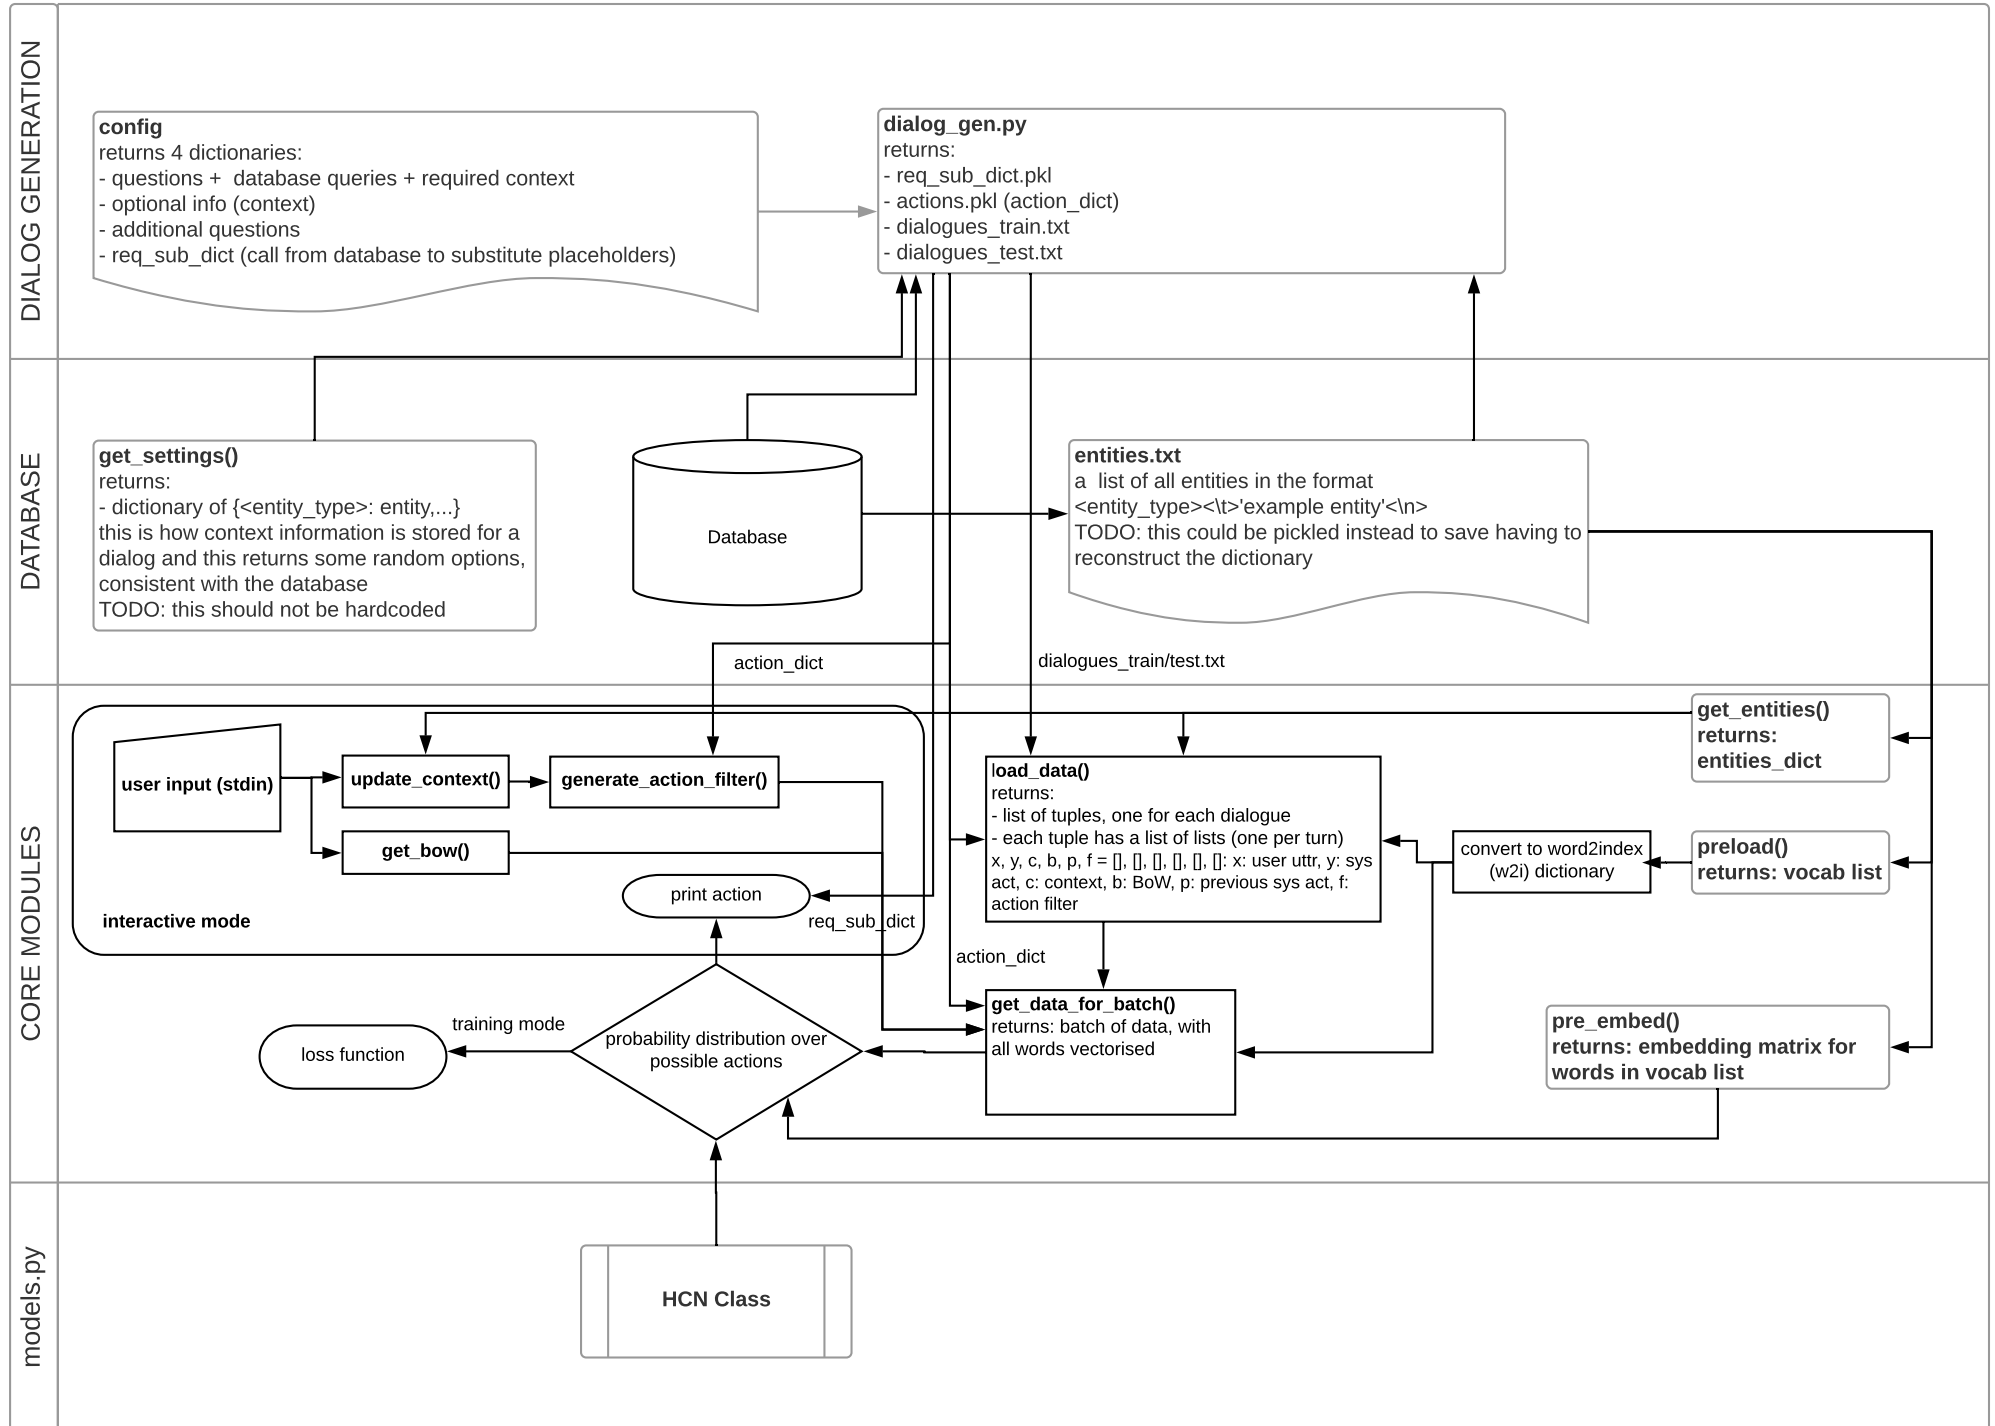 DIALOG GENERATION
config
returns 4 dictionaries:
- questions +  database queries + required context
- optional info (context)
- additional questions
- req_sub_dict (call from database to substitute placeholders)
dialog_gen.py
returns:
- req_sub_dict.pkl
- actions.pkl (action_dict)
- dialogues_train.txt
- dialogues_test.txt
DATABASE
get_settings()
returns:
- dictionary of {<entity_type>: entity,...}
this is how context information is stored for a
dialog and this returns some random options,
consistent with the database
TODO: this should not be hardcoded
Database
entities.txt
a  list of all entities in the format
<entity_type><\t>'example entity'<\n>
TODO: this could be pickled instead to save having to
reconstruct the dictionary
action_dict
dialogues_train/test.txt
CORE MODULES
user input (stdin)
update_context()
generate_action_filter()
get_bow()
print action
req_sub_dict
interactive mode
load_data()
returns:
- list of tuples, one for each dialogue
- each tuple has a list of lists (one per turn)
x, y, c, b, p, f = [], [], [], [], [], []: x: user uttr, y: sys
act, c: context, b: BoW, p: previous sys act, f:
action filter
get_entities()
returns:
entities_dict
convert to word2index
(w2i) dictionary
preload()
returns: vocab list
action_dict
get_data_for_batch()
returns: batch of data, with
all words vectorised
pre_embed()
returns: embedding matrix for
words in vocab list
training mode
loss function
probability distribution over
possible actions
models.py
HCN Class